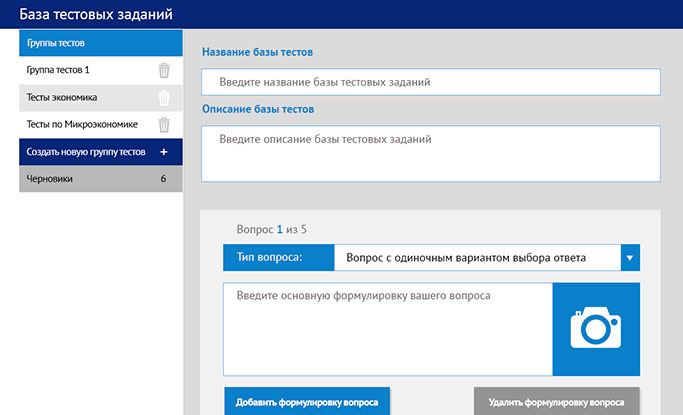 База тестовых заданий
Группы тестов
Группа тестов 1
Тесты экономика
Тесты по Микроэкономике
Создать новую группу тестов +
Черновики 6
Название базы тестов
Введите название базы тестовых заданий
Описание базы тестов
Введите описание базы тестовых заданий
Вопрос 1 из 5
Тип вопроса: Вопрос с одиночным вариантом выбора ответа
Введите основную формулировку вашего вопроса
Добавить формулировку вопроса
Удалить формулировку вопроса